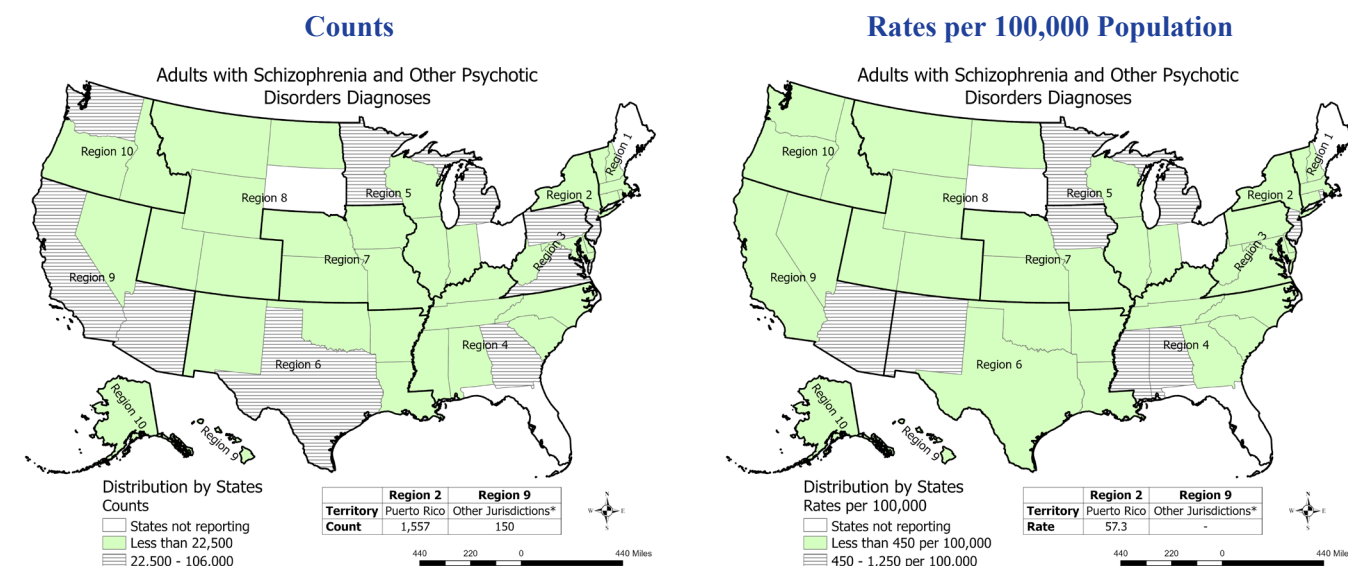 Counts
Adults with Schizophrenia and Other Psychotic
Disorders Diagnoses
Region 10
Region 8
Region 5
Region 2
Region 1
Region 3
Region 9
Region 7
Region 6
Region 4
Region 10
Region 9
Distribution by States
Counts
States not reporting
Less than 22,500
22,500 - 106,000
Region 2 Region 9
Territory Puerto Rico Other Jurisdictions*
Count 1,557 150
N
W E
S
440 220 0 440 Miles
Rates per 100,000 Population
Adults with Schizophrenia and Other Psychotic
Disorders Diagnoses
Region 10
Region 8
Region 5
Region 2
Region 1
Region 3
Region 9
Region 7
Region 6
Region 4
Region 10
Region 9
Distribution by States
Rates per 100,000
States not reporting
Less than 450 per 100,000
450 - 1,250 per 100,000
Region 2 Region 9
Territory Puerto Rico Other Jurisdictions*
Rate 57.3 -
N
W E
S
440 220 0 440 Miles